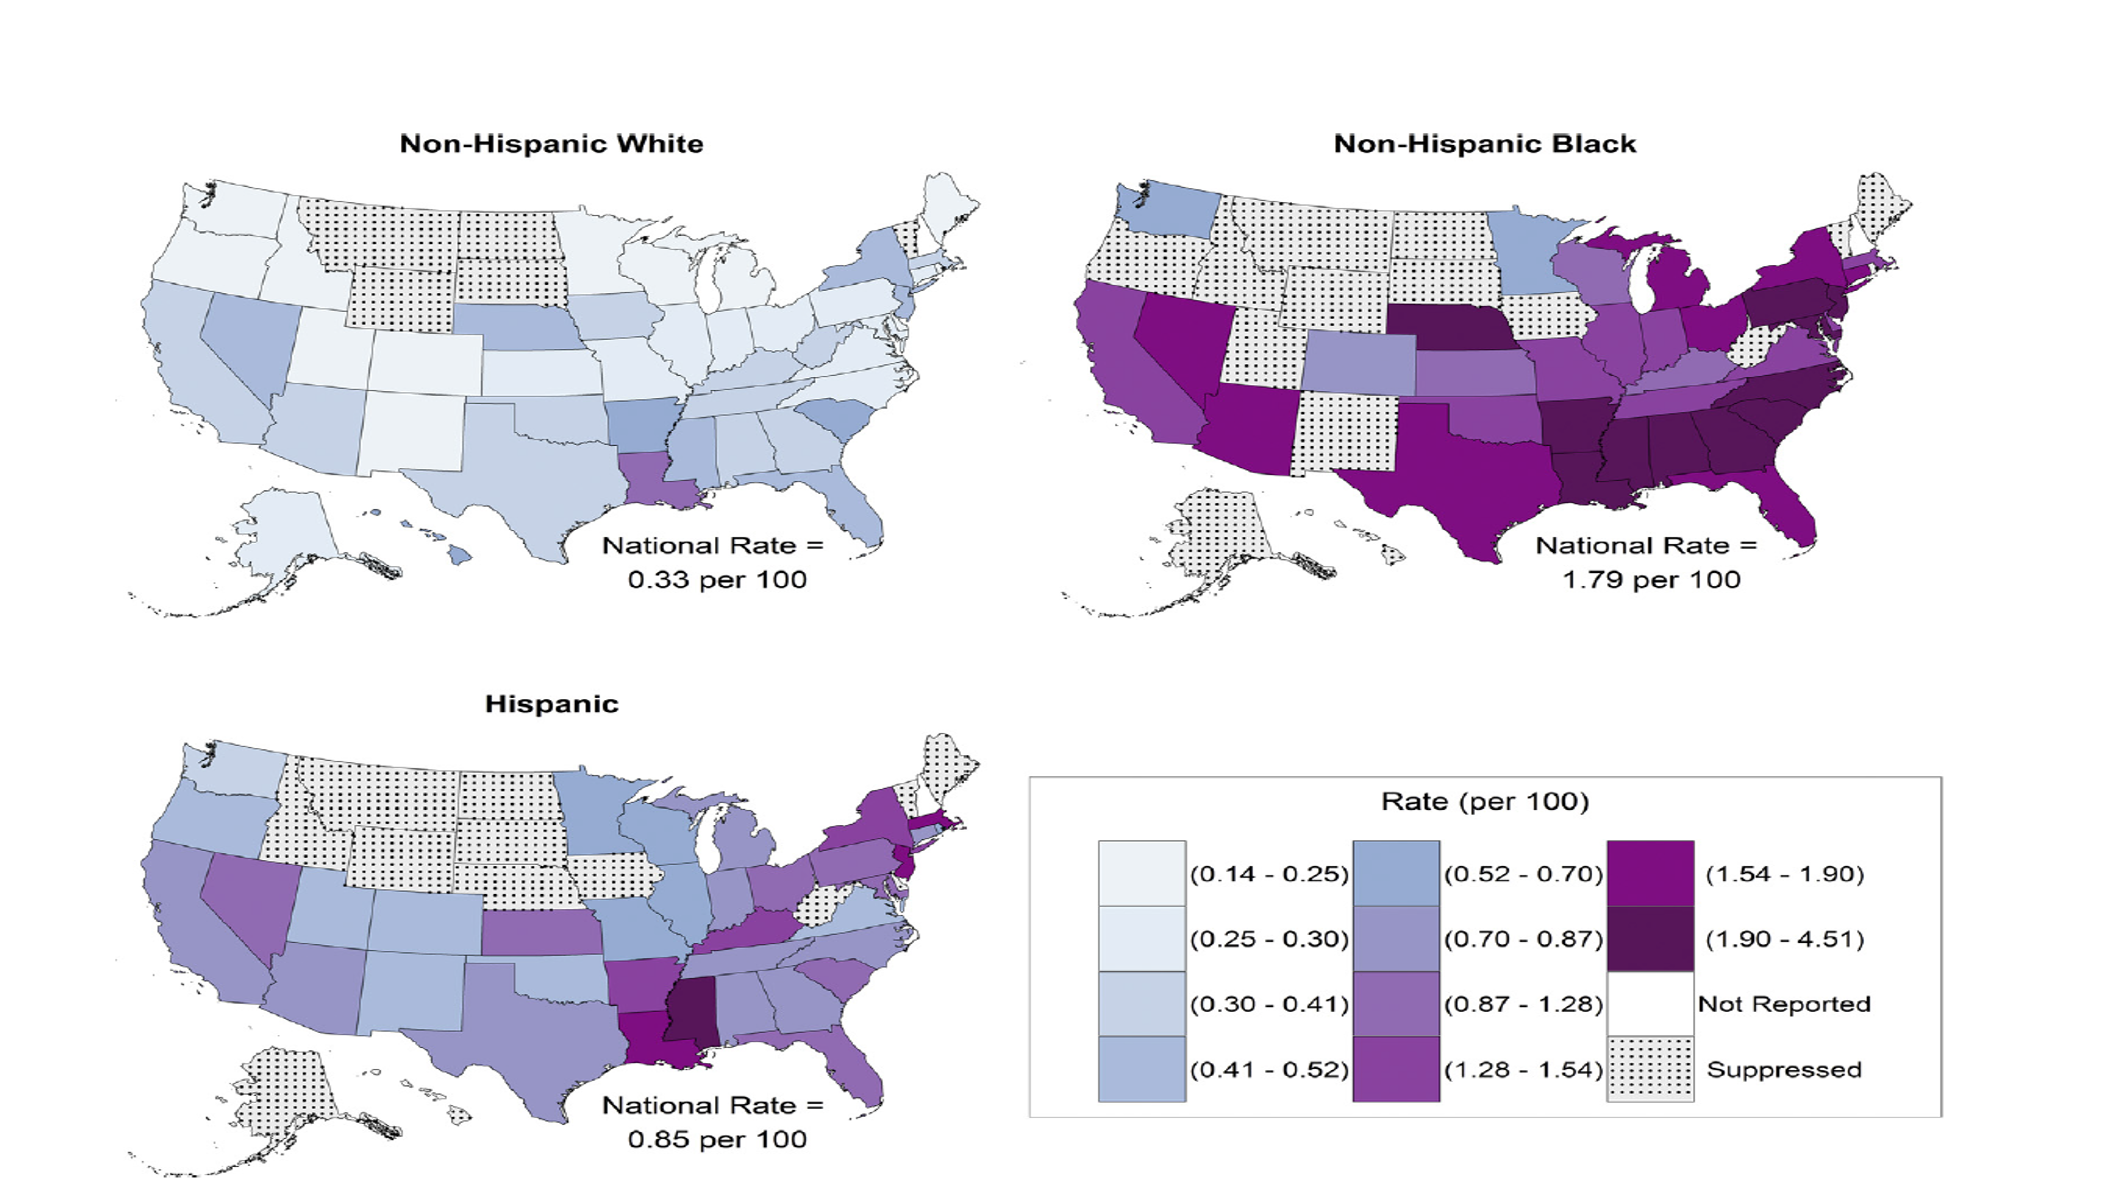 Non-Hispanic White
National Rate =
0.33 per 100
Non-Hispanic Black
National Rate =
1.79 per 100
Hispanic
National Rate =
0.85 per 100
Rate (per 100)
(0.14 - 0.25)
(0.25 - 0.30)
(0.30 - 0.41)
(0.41 - 0.52)
(0.52 - 0.70)
(0.70 - 0.87)
(0.87 - 1.28)
(1.28 - 1.54)
(1.54 - 1.90)
(1.90 - 4.51)
Not Reported
Suppressed